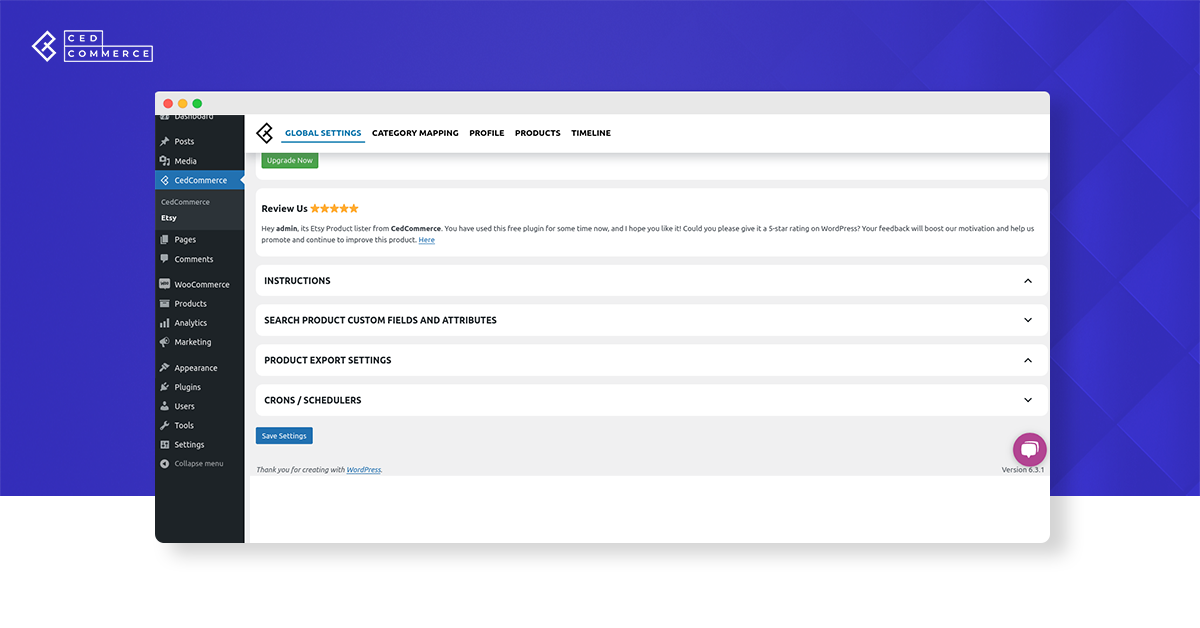 CED
COMMERCE
Dashboard
Posts
Media
CedCommerce
CedCommerce
Etsy
Pages
Comments
WooCommerce
Products
Analytics
Marketing
Appearance
Plugins
Users
Tools
Settings
Collapse menu
GLOBAL SETTINGS CATEGORY MAPPING PROFILE PRODUCTS TIMELINE
Upgrade Now
Review Us
Hey admin, its Etsy Product lister from CedCommerce. You have used this free plugin for some time now, and I hope you like it! Could you please give it a 5-star rating on WordPress? Your feedback will boost our motivation and help us
promote and continue to improve this product. Here
INSTRUCTIONS
SEARCH PRODUCT CUSTOM FIELDS AND ATTRIBUTES
PRODUCT EXPORT SETTINGS
CRONS / SCHEDULERS
Save Settings
Thank you for creating with WordPress.
Version 6.3.1